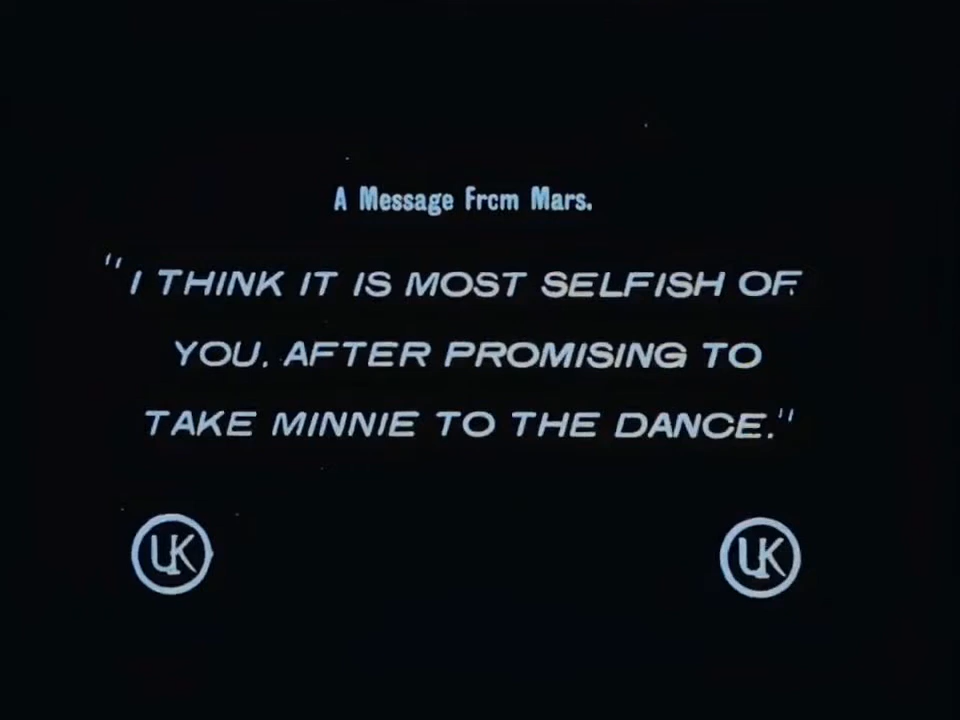 A Message From Mars.
"I THINK IT IS MOST SELFISH OF
YOU. AFTER PROMISING TO
TAKE MINNIE TO THE DANCE."
UK UK